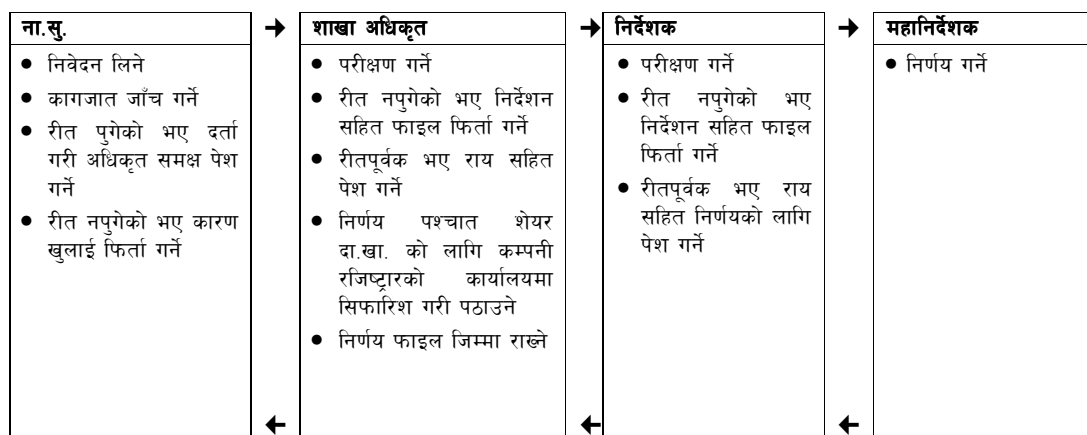 ना.सु.
● निवेदन लिने
● कागजात जाँच गर्ने
● रीत पुगेको भए दर्ता
गरी अधिकृत समक्ष पेश
गर्ने
● रीत नपुगेको भए कारण
खुलाई फिर्ता गर्ने
→
←
शाखा अधिकृत
● परीक्षण गर्ने
● रीत नपुगेको भए निर्देशन
सहित फाइल फिर्ता गर्ने
● रीतपूर्वक भए राय सहित
पेश गर्ने
● निर्णय पश्चात शेयर
दा.खा. को लागि कम्पनी
रजिष्ट्रारको कार्यालयमा
सिफारिश गरी पठाउने
● निर्णय फाइल जिम्मा राख्ने
→
←
निर्देशक
● परीक्षण गर्ने
● रीत नपुगेको भए
निर्देशन सहित फाइल
फिर्ता गर्ने
● रीतपूर्वक भए राय
सहित निर्णयको लागि
पेश गर्ने
→
←
महानिर्देशक
● निर्णय गर्ने